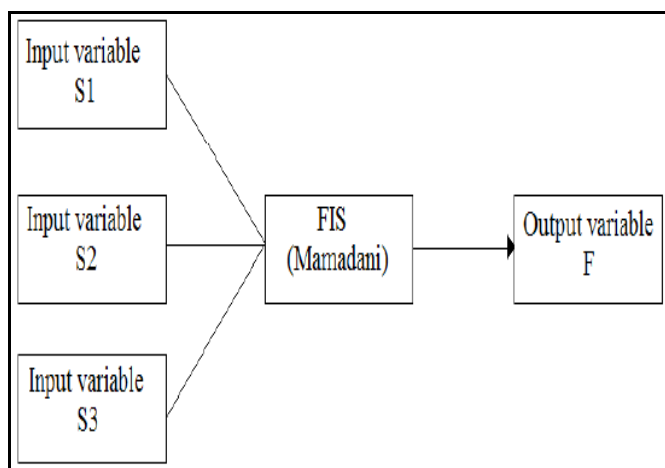 Input variable
S1
Input variable
S2
FIS
(Mamadani)
Output variable
F
Input variable
S3